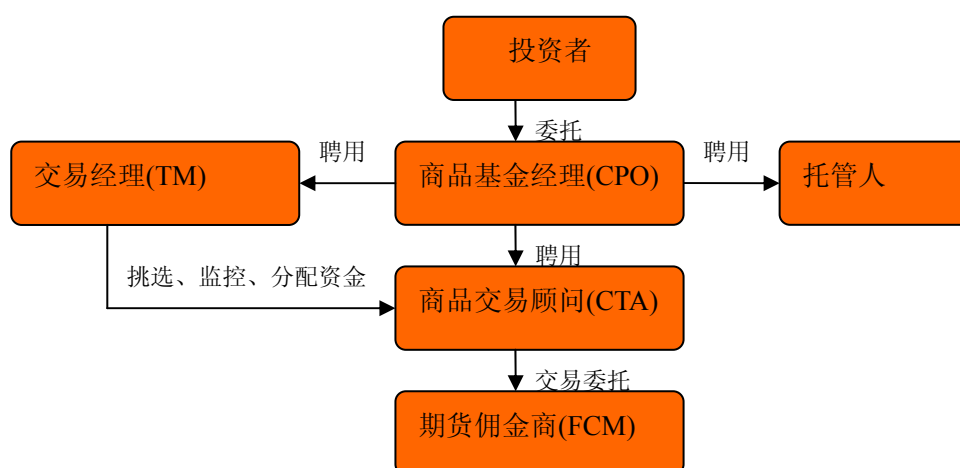 投资者
委托
聘用
聘用
交易经理(TM)
商品基金经理(CPO)
托管人
聘用
挑选、监控、分配资金
商品交易顾问(CTA)
交易委托
期货佣金商(FCM)